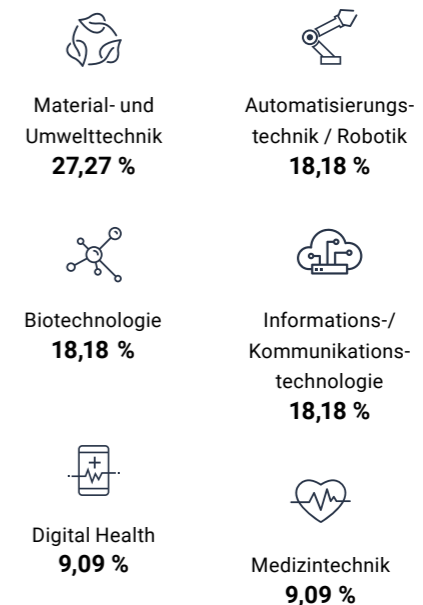 Material- und
Umwelttechnik
27,27 %
Automatisierungs-
technik / Robotik
18,18 %
Biotechnologie
18,18 %
Informations-/
Kommunikations-
technologie
18,18 %
Digital Health
9,09 %
Medizintechnik
9,09 %